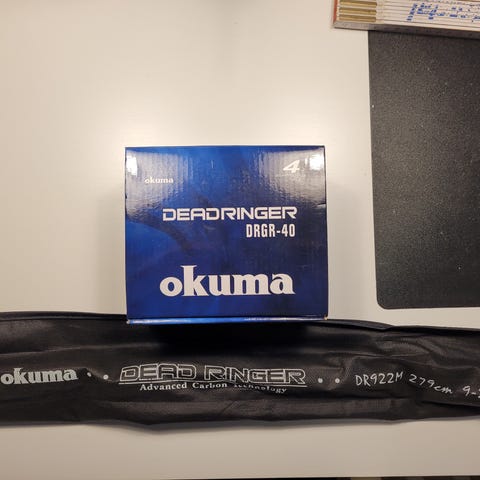 okuma
4
DEADRINGER
DRGR-40
okuma
okuma DEAD RINGER DR922M 279cm
Advanced Carbon Technology